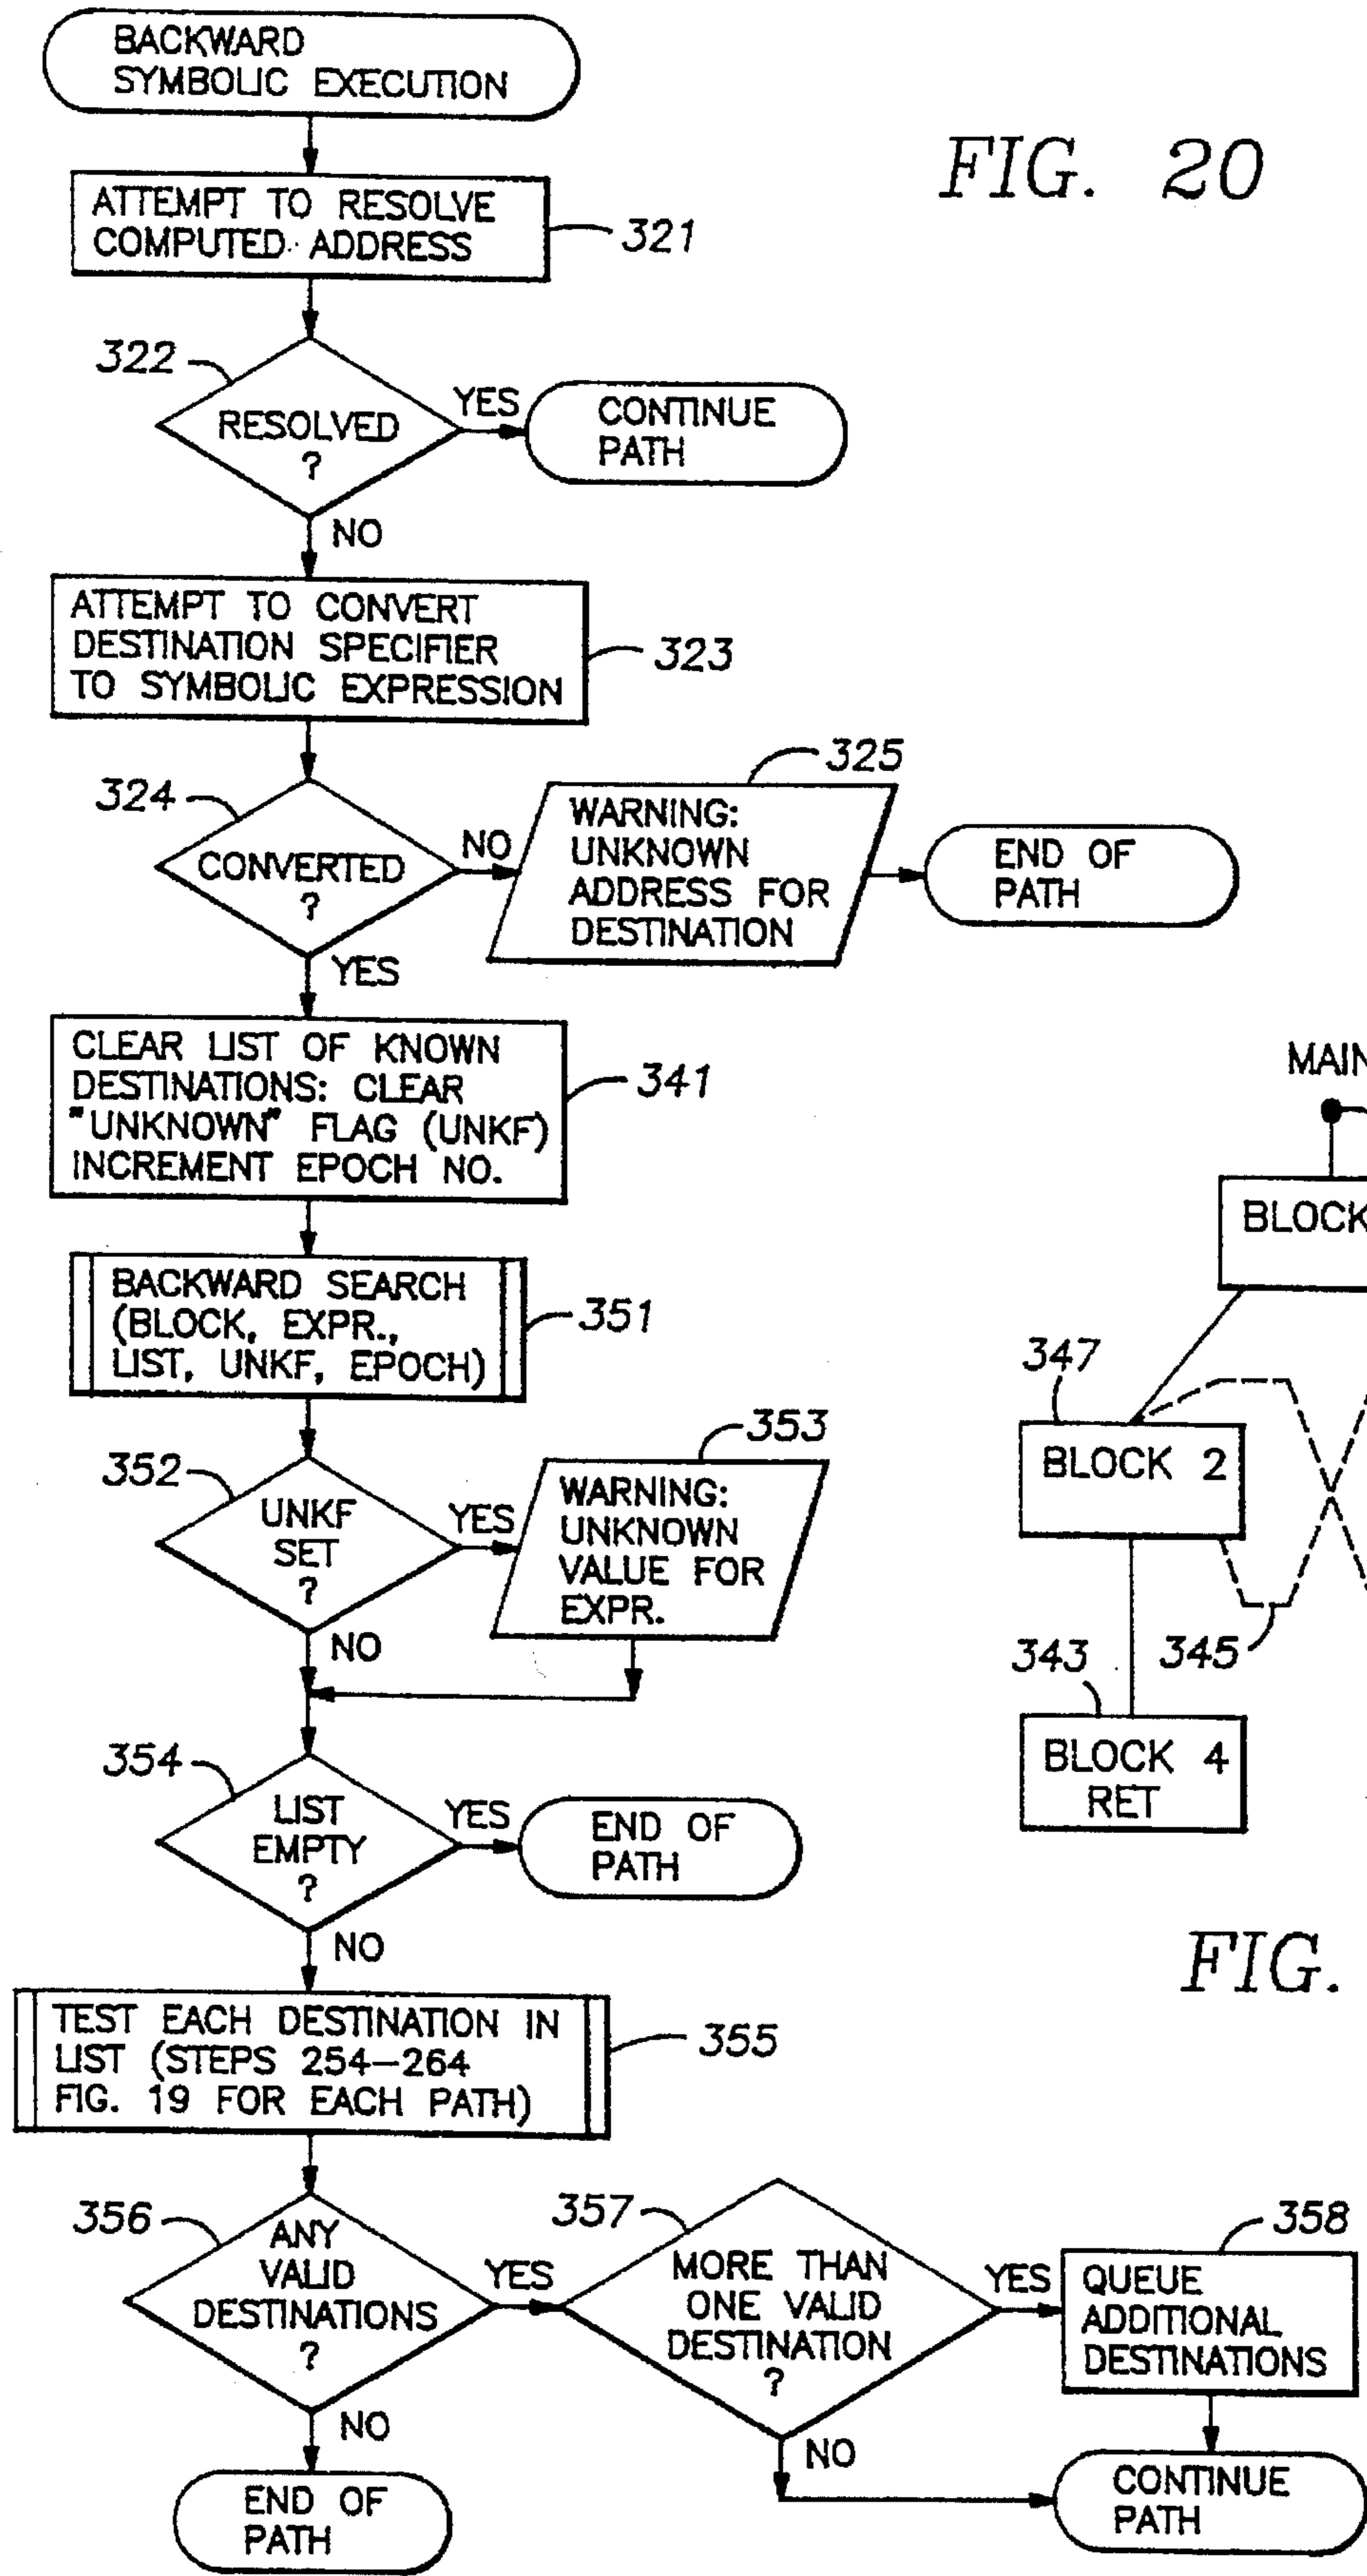 BACKWARD
SYMBOLIC EXECUTION
FIG. 20
ATTEMPT TO RESOLVE
COMPUTED ADDRESS
321
322
RESOLVED
?
YES
CONTINUE
PATH
NO
ATTEMPT TO CONVERT
DESTINATION SPECIFIER
TO SYMBOLIC EXPRESSION
323
324
CONVERTED
?
NO
325
WARNING:
UNKNOWN
ADDRESS FOR
DESTINATION
END OF
PATH
YES
CLEAR LIST OF KNOWN
DESTINATIONS: CLEAR
"UNKNOWN" FLAG (UNKF)
INCREMENT EPOCH NO.
341
BACKWARD SEARCH
(BLOCK, EXPR.,
LIST, UNKF, EPOCH)
351
352
UNKF
SET
?
YES
353
WARNING:
UNKNOWN
VALUE FOR
EXPR.
NO
354
LIST
EMPTY
?
YES
END OF
PATH
NO
TEST EACH DESTINATION IN
LIST (STEPS 254–264
FIG. 19 FOR EACH PATH)
355
356
ANY
VALID
DESTINATIONS
?
YES
357
MORE THAN
ONE VALID
DESTINATION
?
YES
358
QUEUE
ADDITIONAL
DESTINATIONS
NO
END OF
PATH
NO
CONTINUE
PATH
MAIN
BLOCK
347
BLOCK 2
345
343
BLOCK 4
RET
FIG.